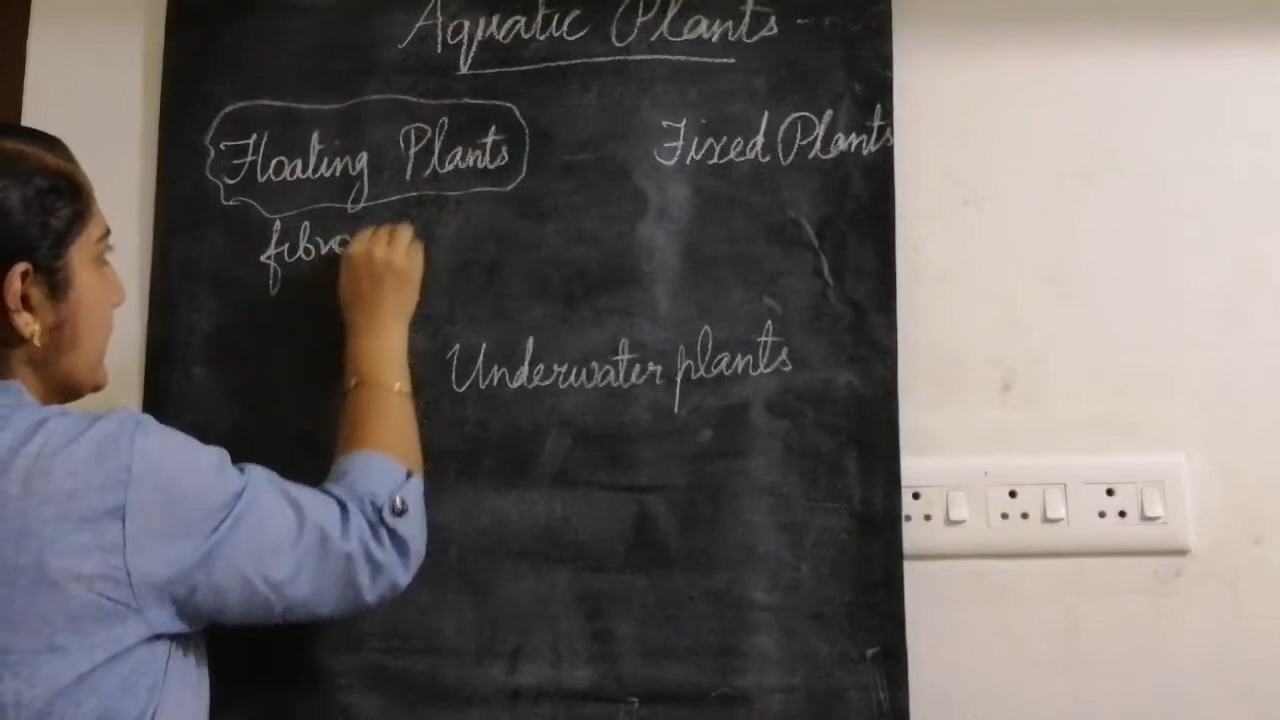 Aquatic Plants
Floating Plants
Fixed Plants
Underwater plants